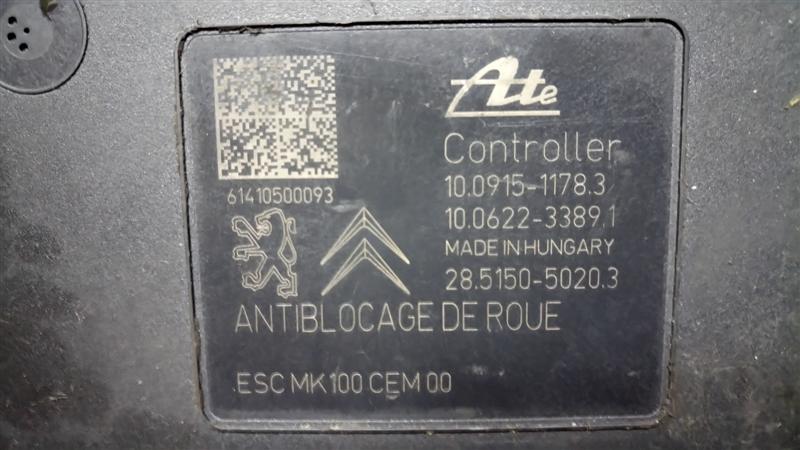 Ate
61410500093
Controller
10.0915-1178.3
10.0622-3389.1
MADE IN HUNGARY
28.5150-5020.3
ANTIBLOCAGE DE ROUE
ESC MK100 CEM 00